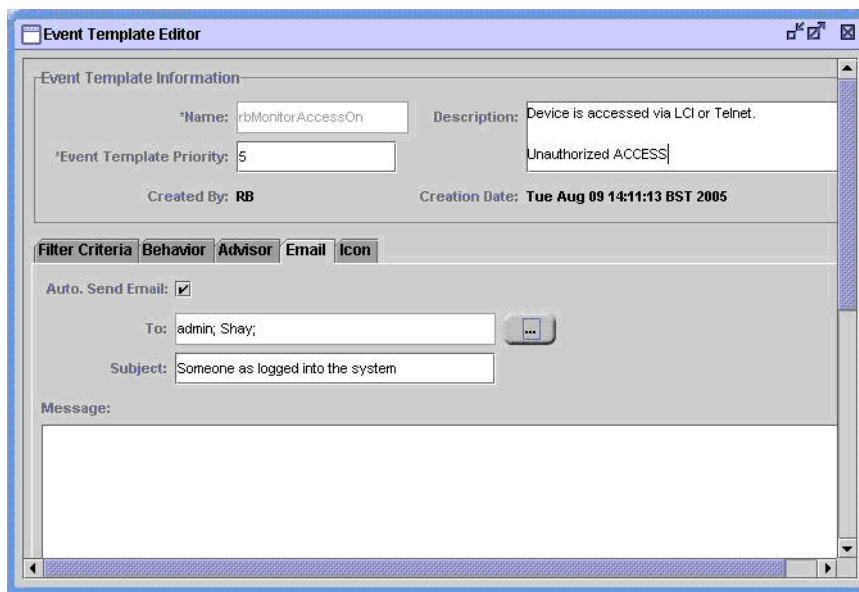 Event Template Editor
Event Template Information
*Name: rbMonitorAccessOn Description: Device is accessed via LCI or Telnet.
*Event Template Priority: 5 Unauthorized ACCESS
Created By: RB Creation Date: Tue Aug 09 14:11:13 BST 2005
Filter Criteria Behavior Advisor Email Icon
Auto. Send Email:
To: admin; Shay; ...
Subject: Someone as logged into the system
Message: